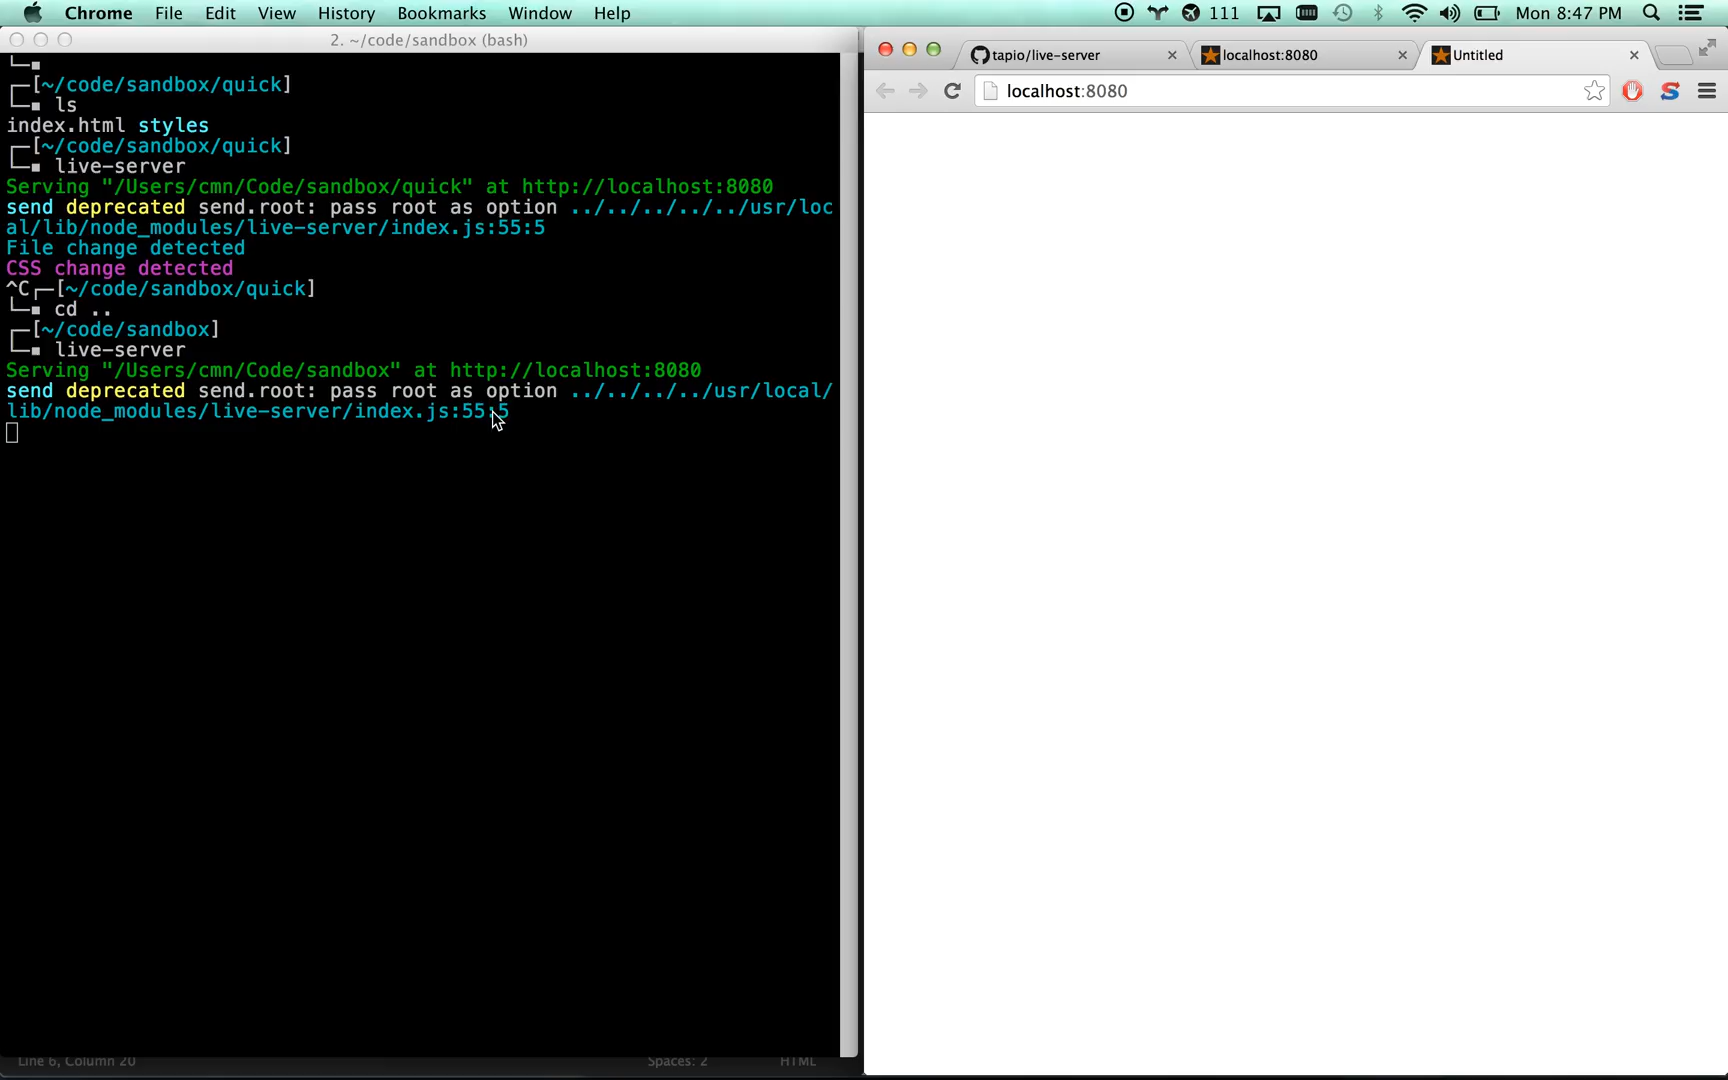 Chrome File Edit View History Bookmarks Window Help 111 Mon 8:47 PM
2. ~/code/sandbox (bash)
[~/code/sandbox/quick]
ls
index.html styles
[~/code/sandbox/quick]
live-server
Serving "/Users/cmn/Code/sandbox/quick" at http://localhost:8080
send deprecated send.root: pass root as option ../../../../../usr/loc
al/lib/node_modules/live-server/index.js:55:5
File change detected
CSS change detected
^C[~/code/sandbox/quick]
cd ..
[~/code/sandbox]
live-server
Serving "/Users/cmn/Code/sandbox" at http://localhost:8080
send deprecated send.root: pass root as option ../../../../usr/local/
lib/node_modules/live-server/index.js:55:5
Line 6, Column 20 Spaces: 2 HTML
tapio/live-server localhost:8080 Untitled
localhost:8080